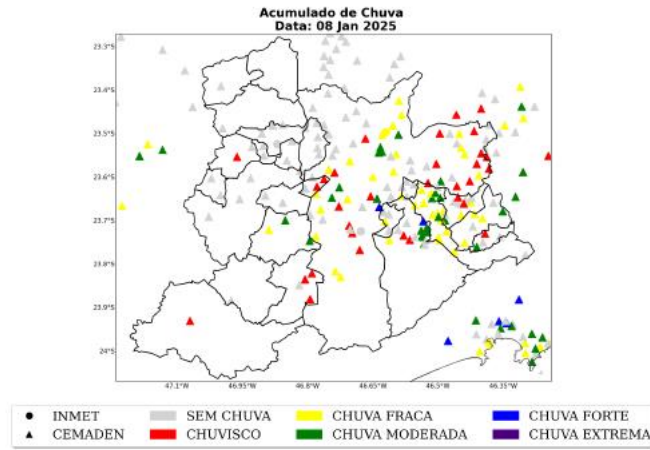 Acumulado de Chuva
Data: 08 Jan 2025
23.3°S
23.4°S
23.5°S
23.6°S
23.7°S
23.8°S
23.9°S
24°S
47.1°W 46.95°W 46.8°W 46.65°W 46.5°W 46.35°W
INMET SEM CHUVA CHUVA FRACA CHUVA FORTE
CEMADEN CHUVISCO CHUVA MODERADA CHUVA EXTREMA